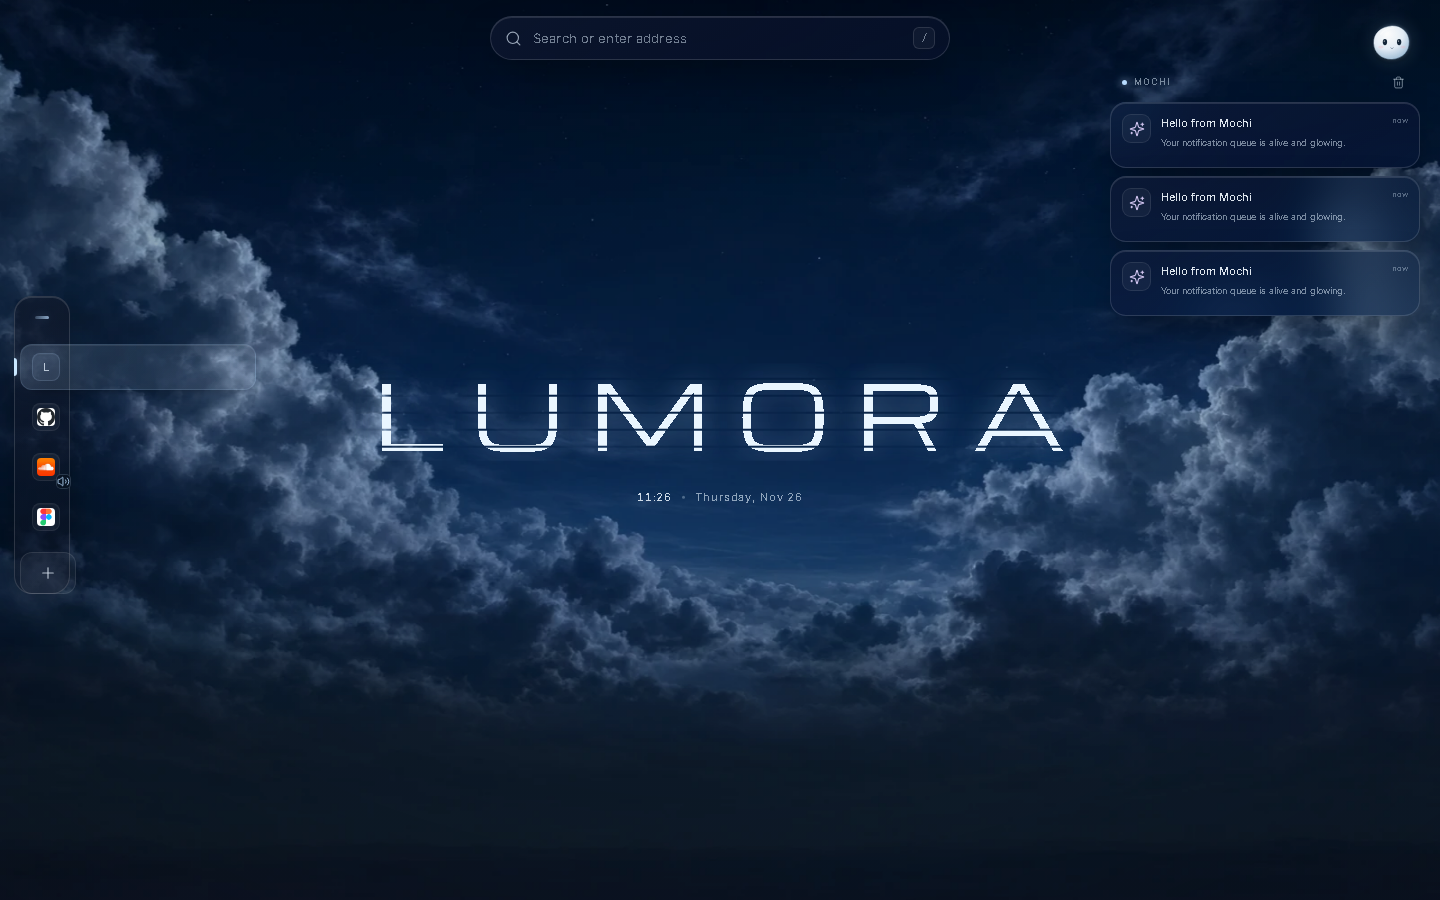 Search or enter address /
MOCHI
Hello from Mochi now
Your notification queue is alive and glowing.
Hello from Mochi now
Your notification queue is alive and glowing.
Hello from Mochi now
Your notification queue is alive and glowing.
L
LUMORA
11:26 • Thursday, Nov 26